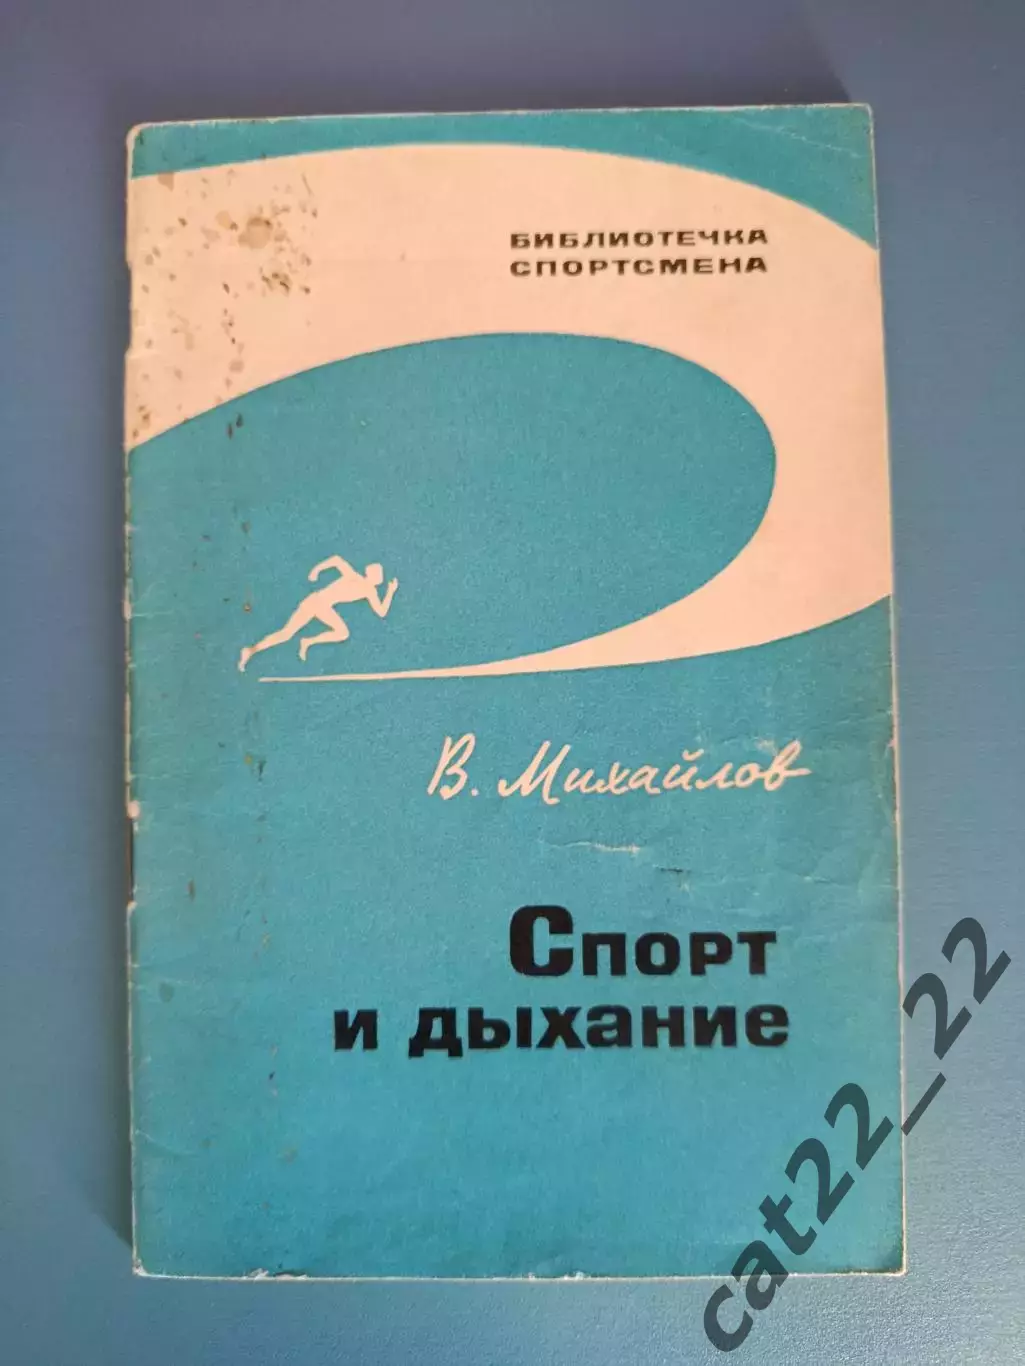 БИБЛИОТЕЧКА
СПОРТСМЕНА
В. Михайлов
Спорт
и дыхание
cat22_22